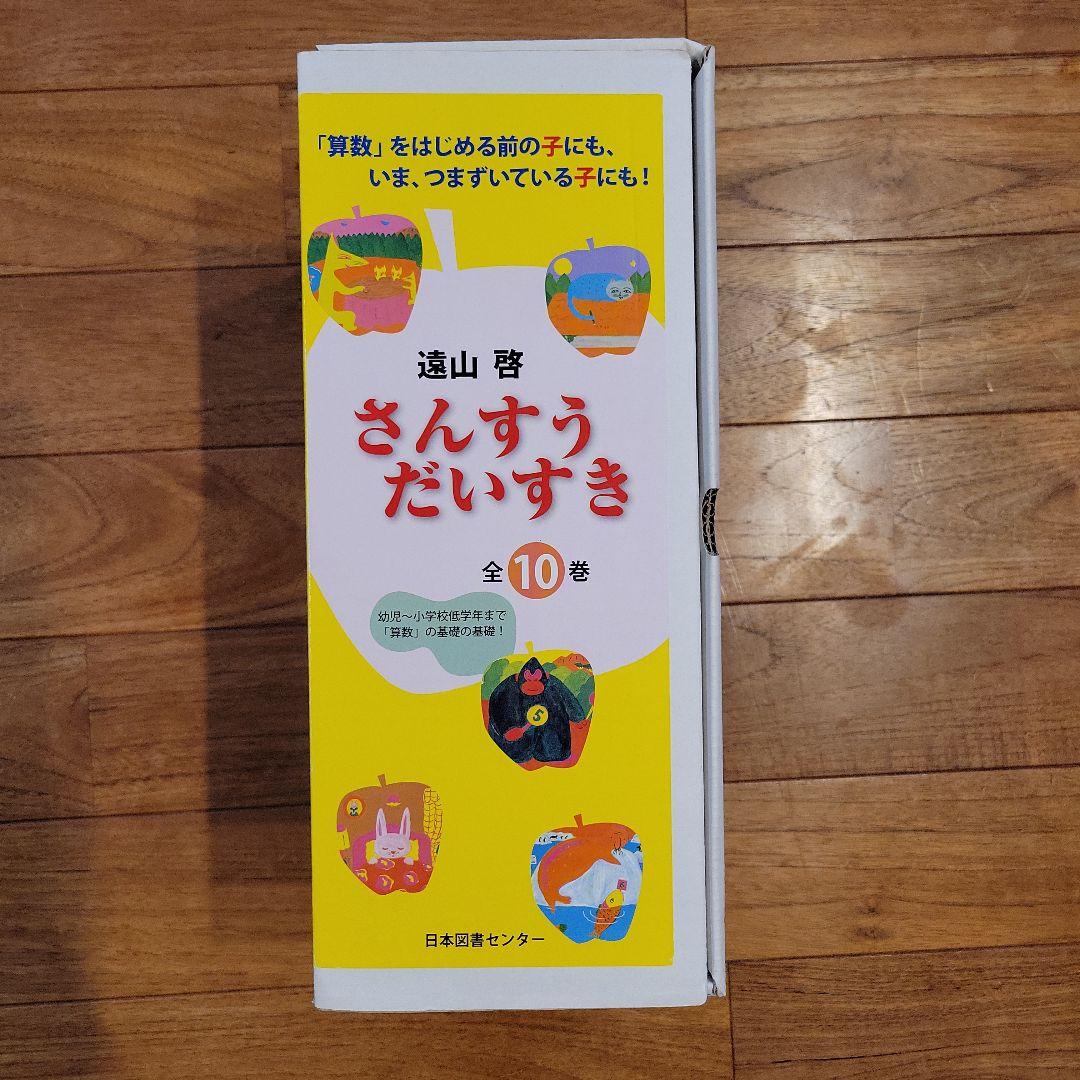 「算数」をはじめる前の子にも、
いま、つまずいている子にも！
遠山 啓
さんすう
だいすき
全10巻
幼児～小学校低学年まで
「算数」の基礎の基礎！
5
6
日本図書センター